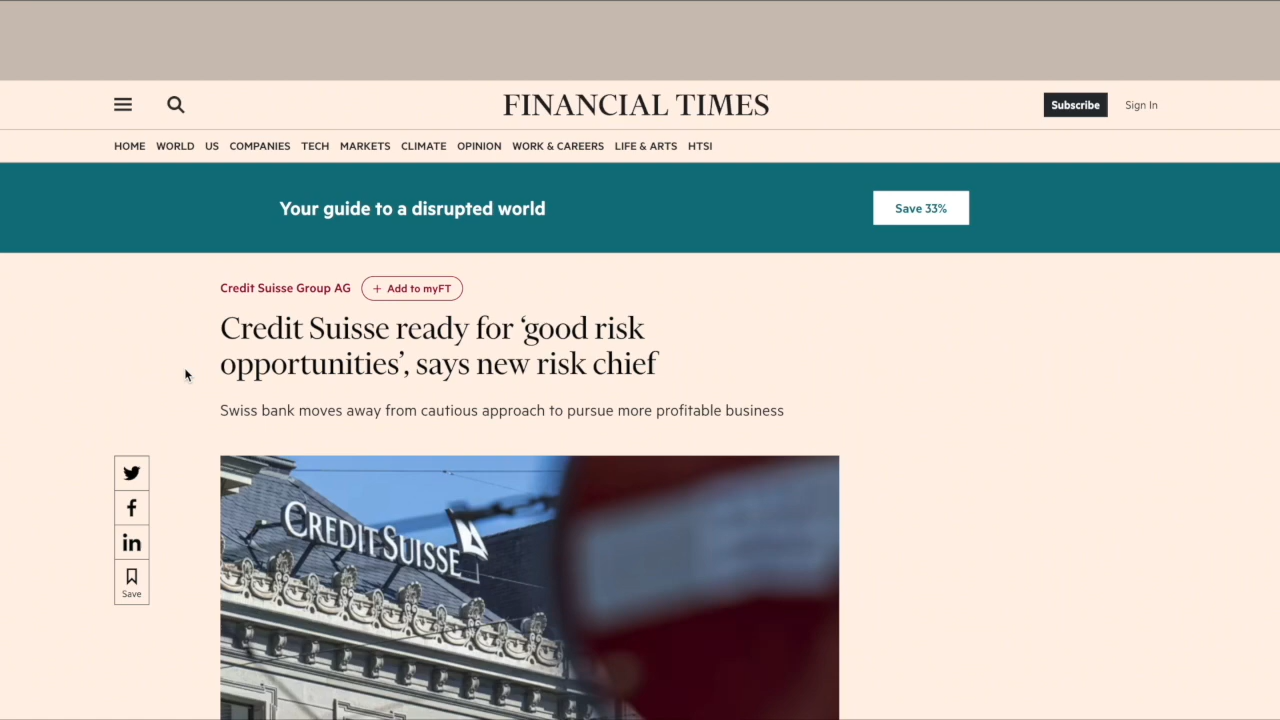 FINANCIAL TIMES
Subscribe
Sign In
HOME WORLD US COMPANIES TECH MARKETS CLIMATE OPINION WORK & CAREERS LIFE & ARTS HTSI
Your guide to a disrupted world
Save 33%
Credit Suisse Group AG
+ Add to myFT
Credit Suisse ready for ‘good risk
opportunities’, says new risk chief
Swiss bank moves away from cautious approach to pursue more profitable business
f
in
Save
CREDIT SUISSE